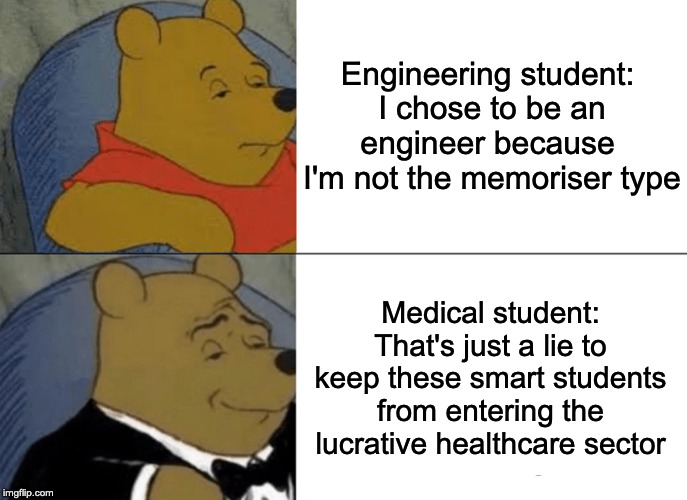 Engineering student:
I chose to be an
engineer because
I'm not the memoriser type
Medical student:
That's just a lie to
keep these smart students
from entering the
lucrative healthcare sector
imgflip.com